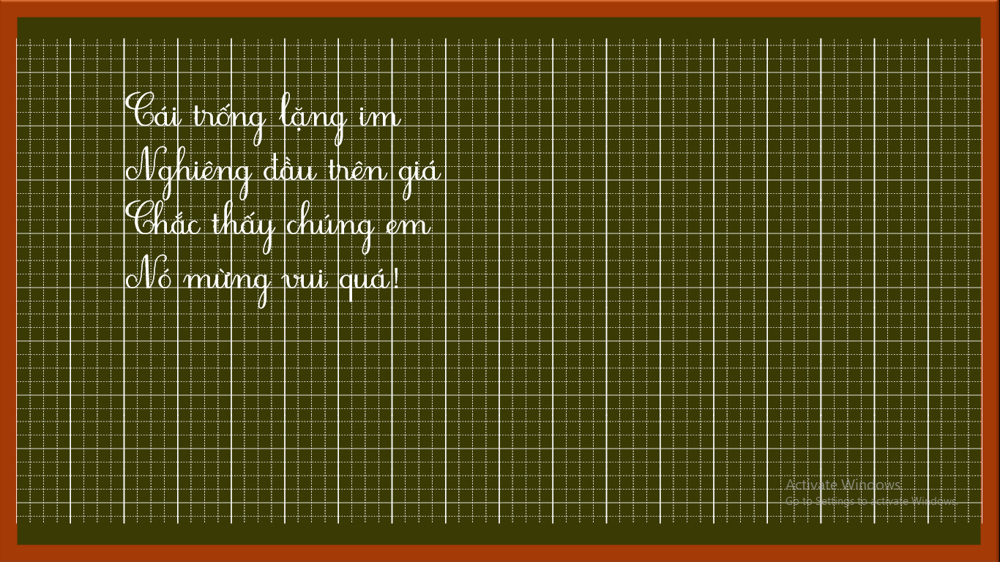 Cái trống lặng im
Nghiêng đầu trên giá
Chắc thấy chúng em
Nó mừng vui quá!
Activate Windows
Go to Settings to activate Windows.